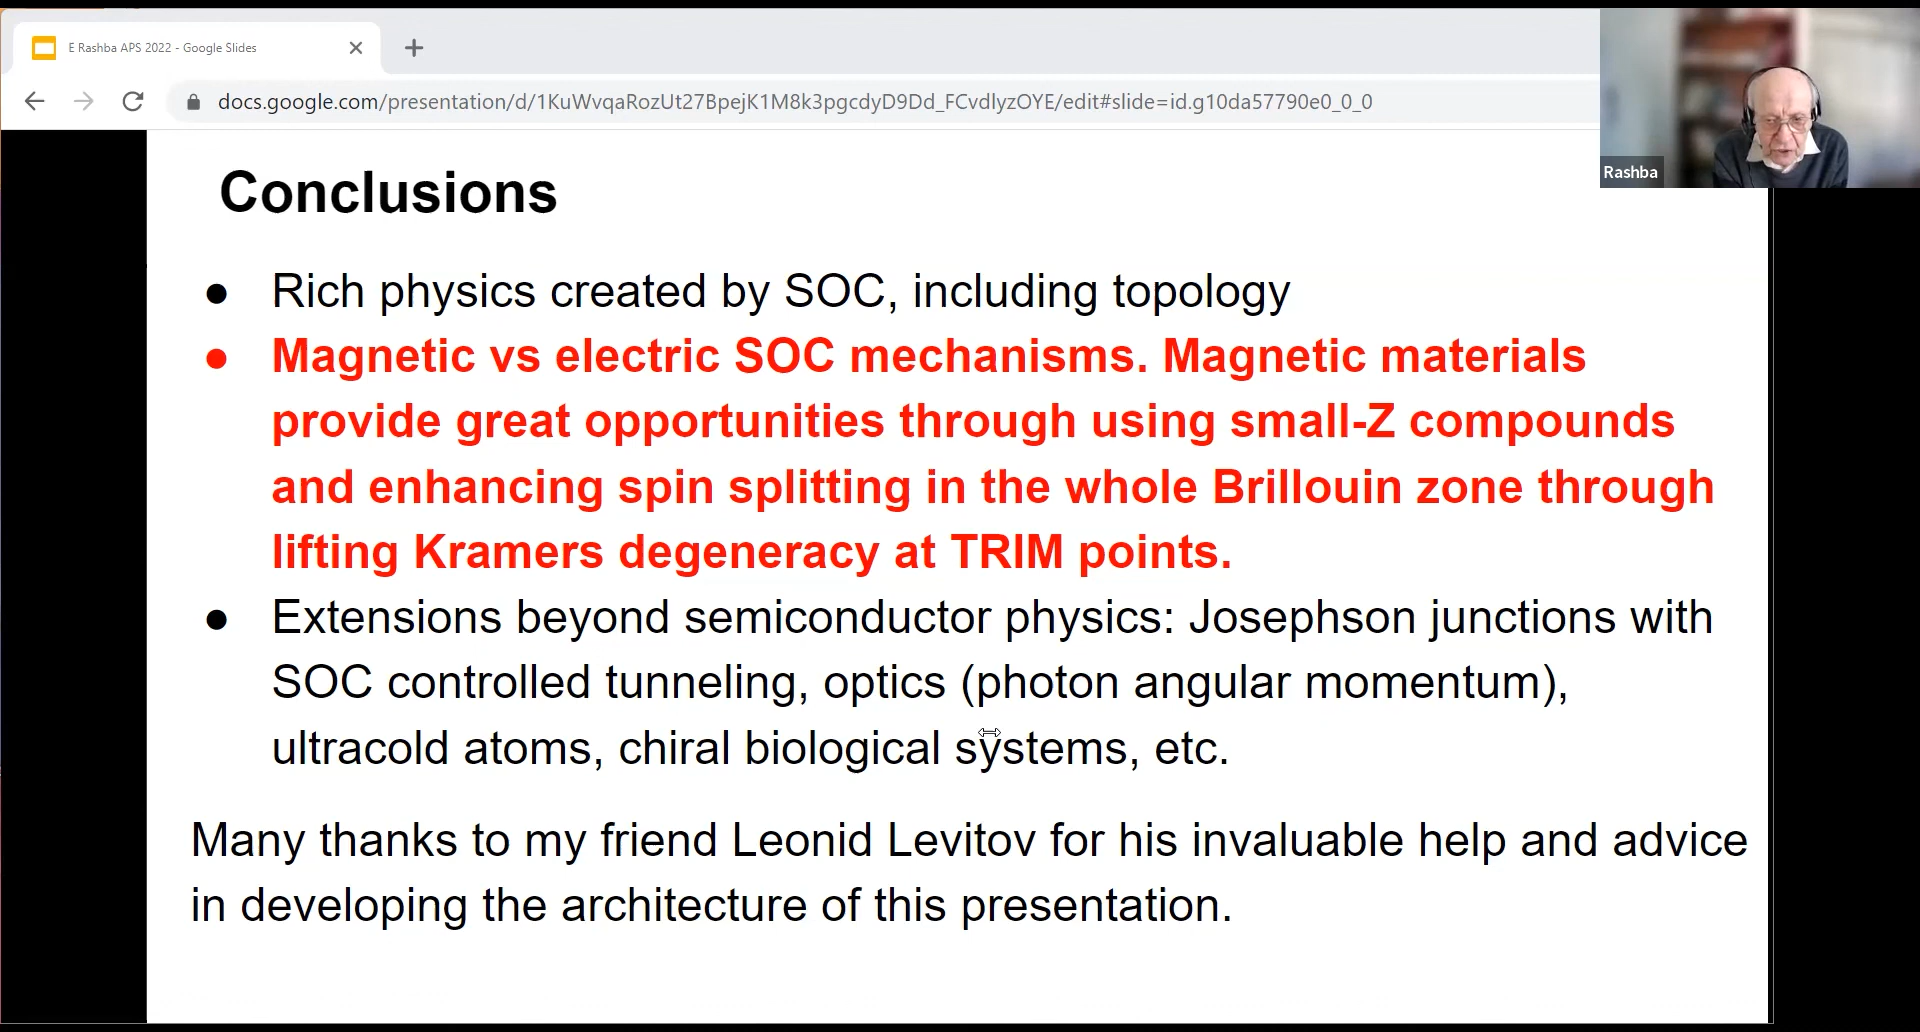 E Rashba APS 2022 - Google Slides
docs.google.com/presentation/d/1KuWvqaRozUt27BpejK1M8k3pgcdyD9Dd_FCvdlyzOYE/edit#slide=id.g10da57790e0_0_0
Rashba
Conclusions
● Rich physics created by SOC, including topology
● Magnetic vs electric SOC mechanisms. Magnetic materials
provide great opportunities through using small-Z compounds
and enhancing spin splitting in the whole Brillouin zone through
lifting Kramers degeneracy at TRIM points.
● Extensions beyond semiconductor physics: Josephson junctions with
SOC controlled tunneling, optics (photon angular momentum),
ultracold atoms, chiral biological systems, etc.
Many thanks to my friend Leonid Levitov for his invaluable help and advice
in developing the architecture of this presentation.